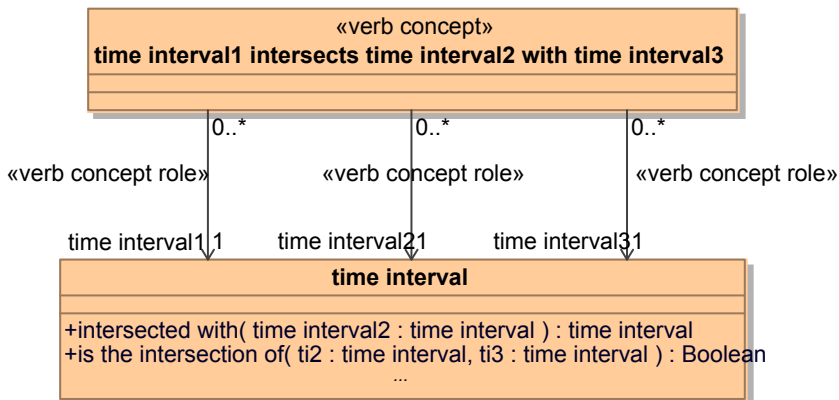 «verb concept»
time interval1 intersects time interval2 with time interval3
0..* 0..* 0..*
«verb concept role» «verb concept role» «verb concept role»
time interval1 1 time interval2 1 time interval3 1
time interval
+intersected with( time interval2 : time interval ) : time interval
+is the intersection of( ti2 : time interval, ti3 : time interval ) : Boolean
...